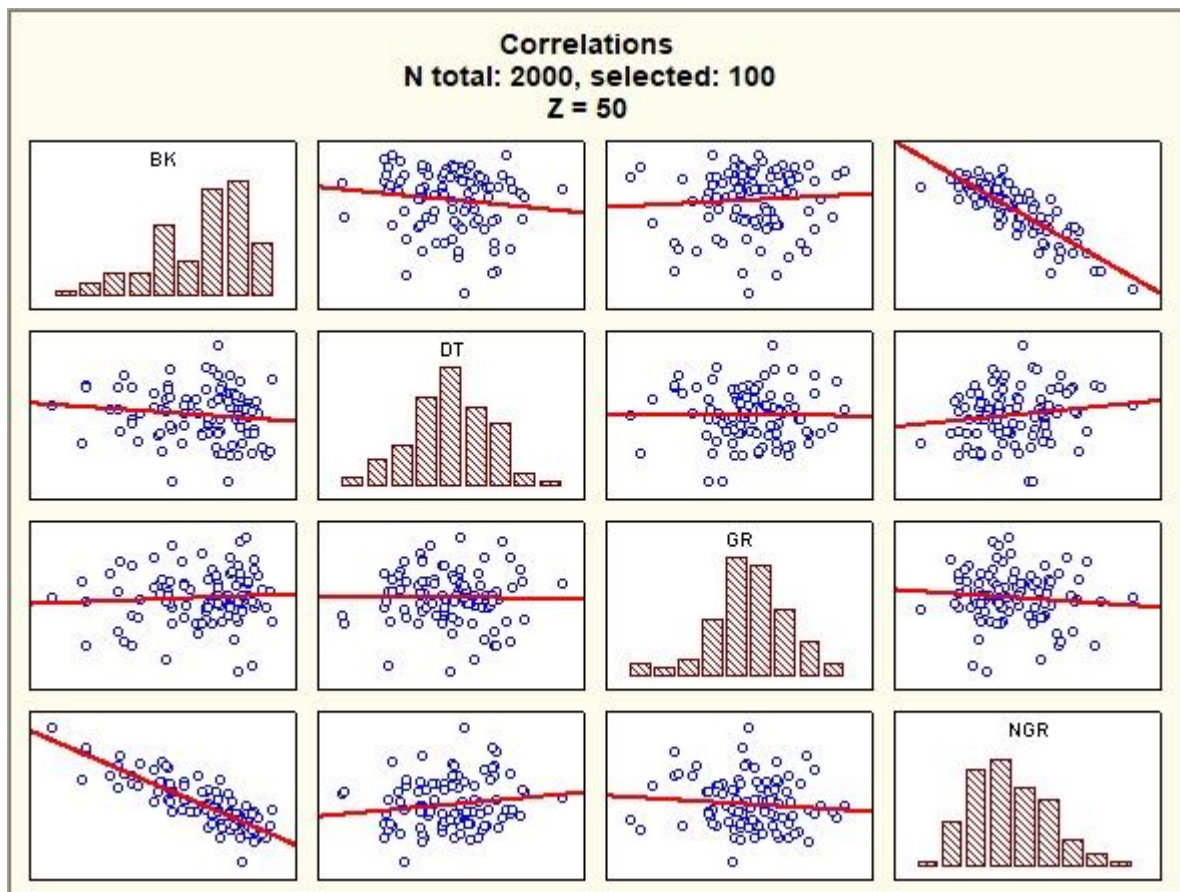 Correlations
N total: 2000, selected: 100
Z = 50
BK
DT
GR
NGR